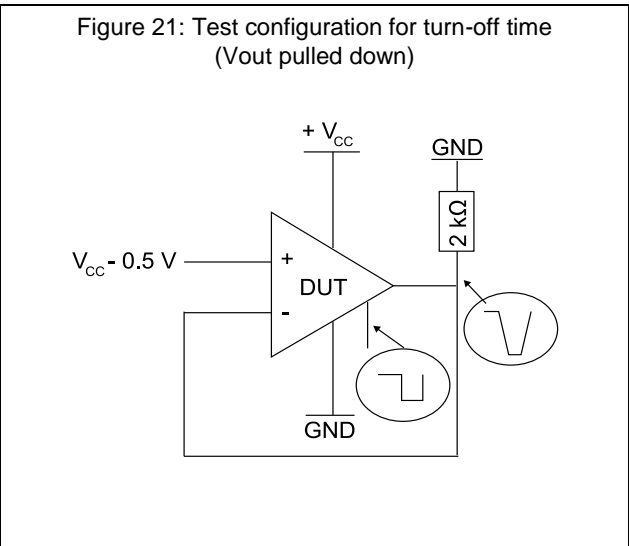 Figure 21: Test configuration for turn-off time
(Vout pulled down)
+ Vcc
GND
2 kΩ
Vcc - 0.5 V
+
DUT
-
GND